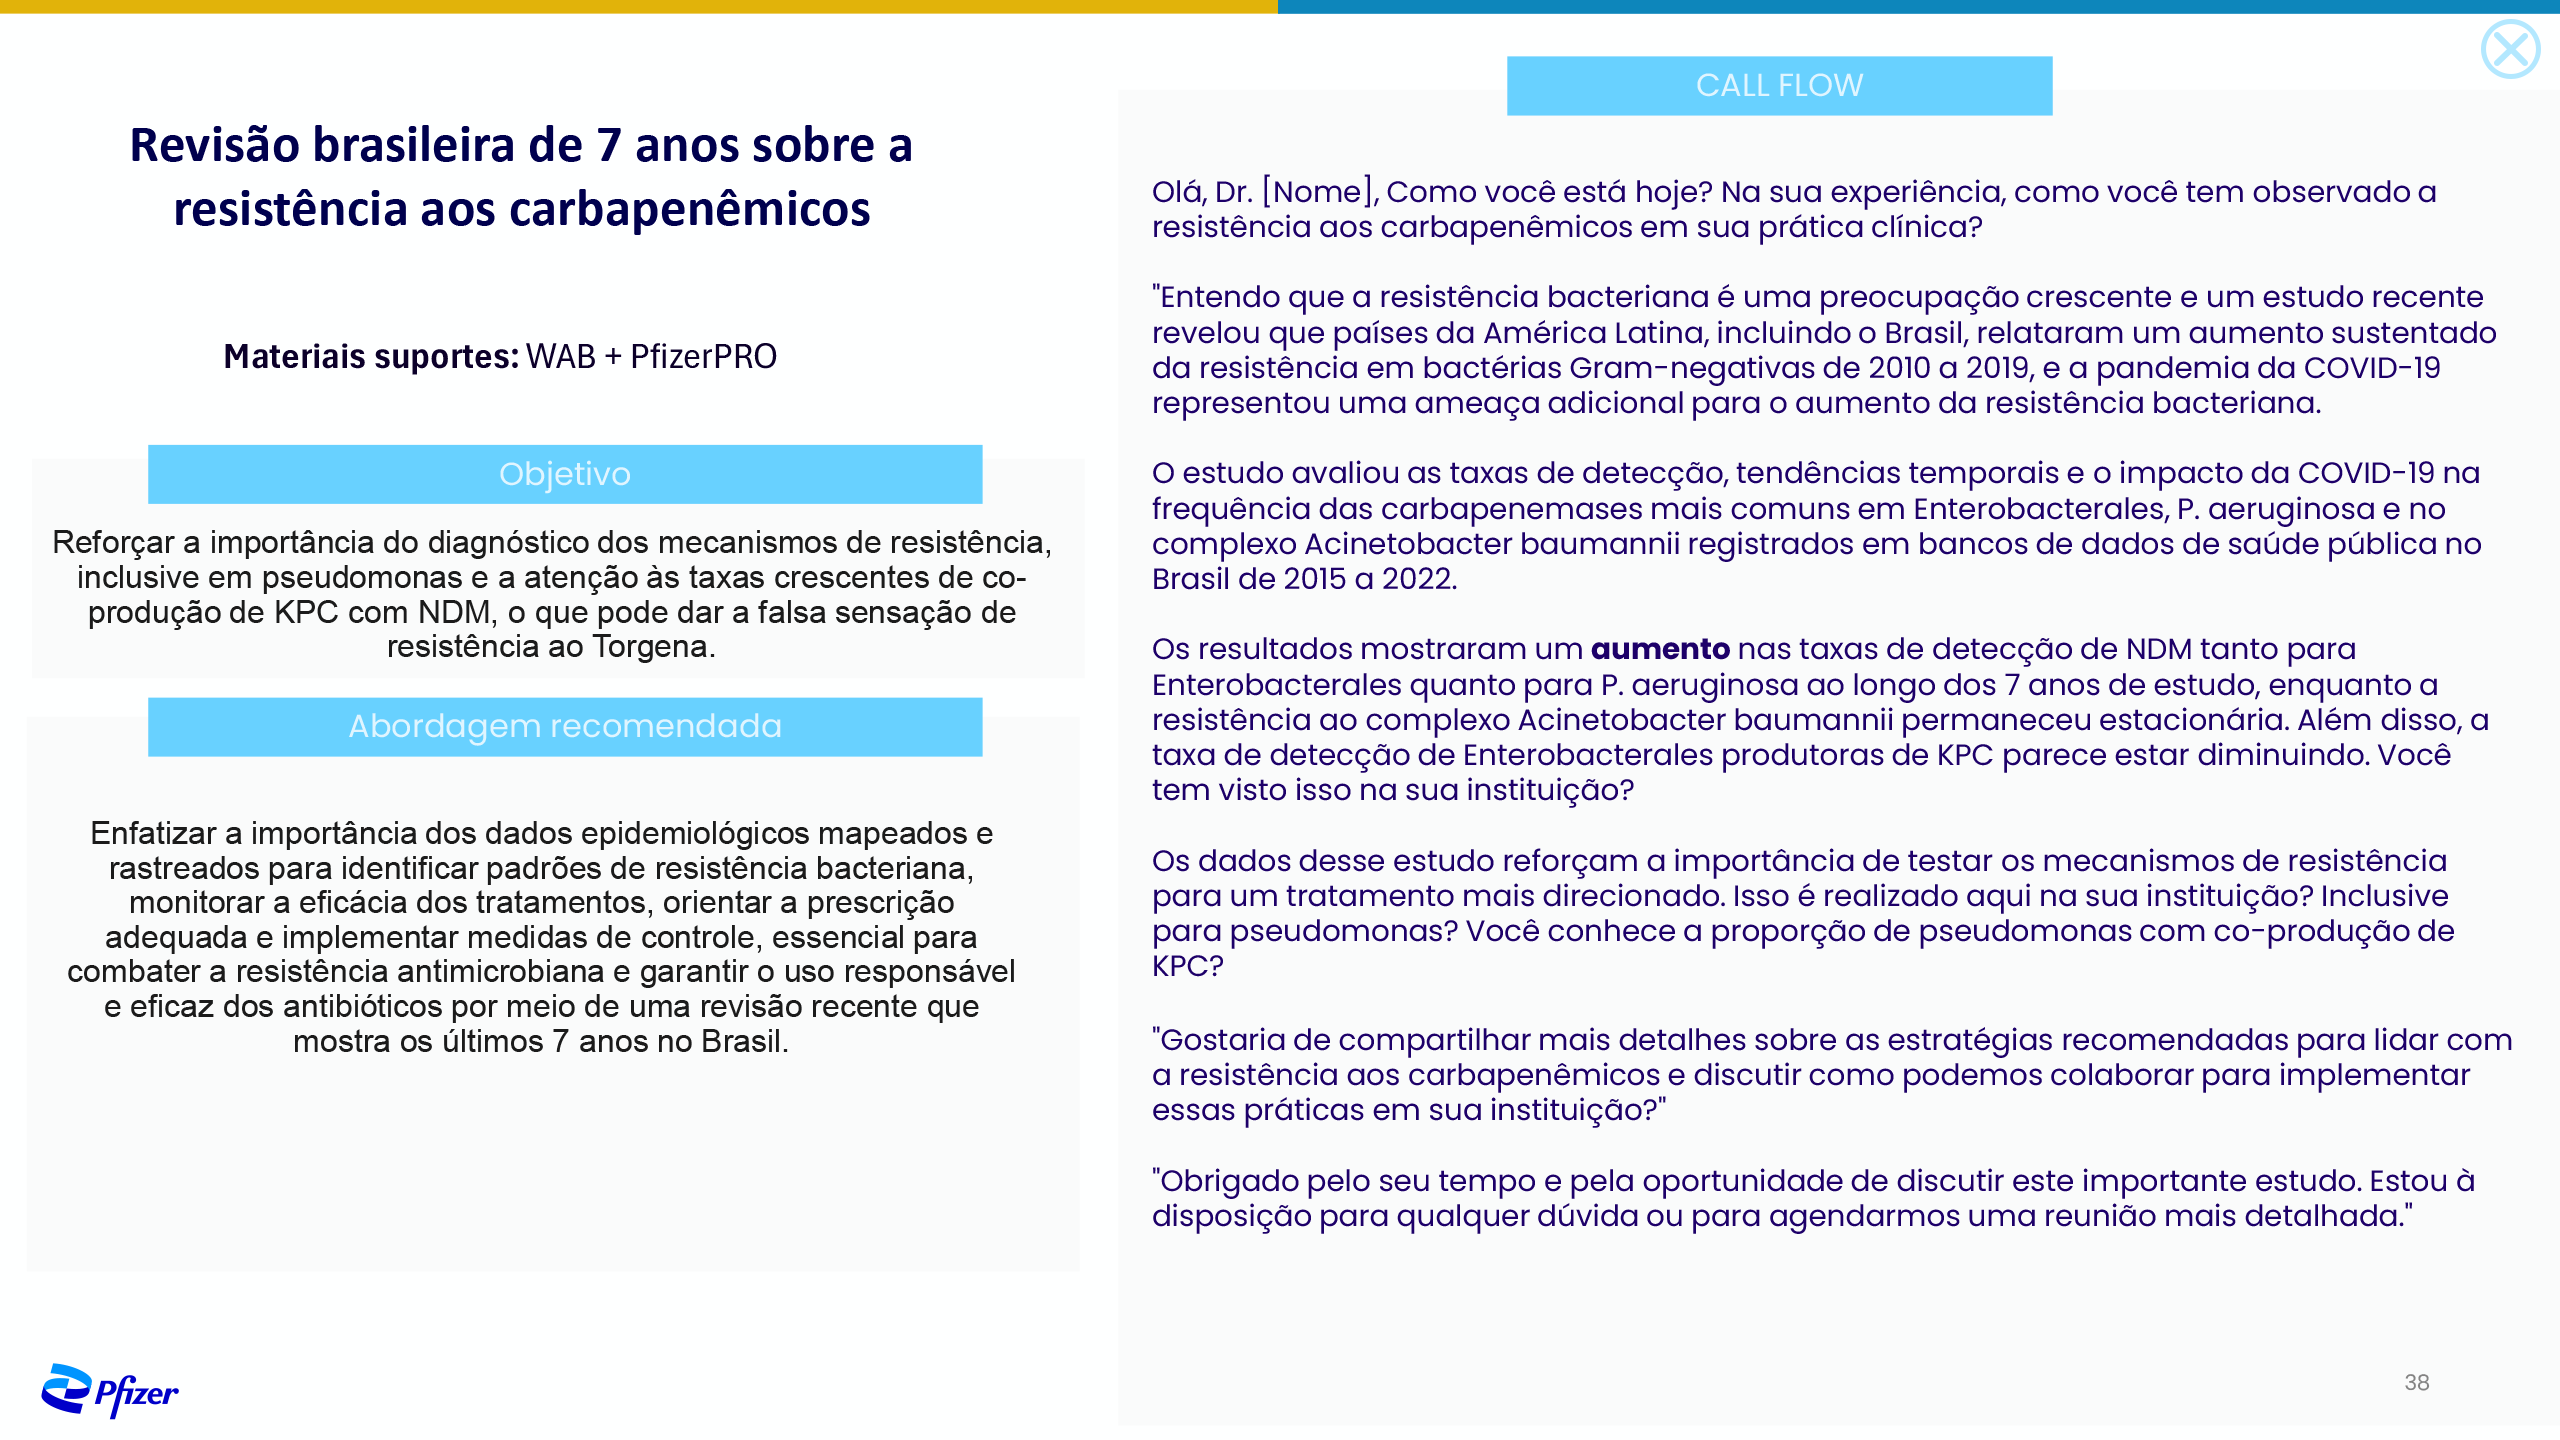 Revisão brasileira de 7 anos sobre a
resistência aos carbapenêmicos
Materiais suportes: WAB + PfizerPRO
Objetivo
Reforçar a importância do diagnóstico dos mecanismos de resistência,
inclusive em pseudomonas e a atenção às taxas crescentes de co-
produção de KPC com NDM, o que pode dar a falsa sensação de
resistência ao Torgena.
Abordagem recomendada
Enfatizar a importância dos dados epidemiológicos mapeados e
rastreados para identificar padrões de resistência bacteriana,
monitorar a eficácia dos tratamentos, orientar a prescrição
adequada e implementar medidas de controle, essencial para
combater a resistência antimicrobiana e garantir o uso responsável
e eficaz dos antibióticos por meio de uma revisão recente que
mostra os últimos 7 anos no Brasil.
CALL FLOW
Olá, Dr. [Nome], Como você está hoje? Na sua experiência, como você tem observado a
resistência aos carbapenêmicos em sua prática clínica?
"Entendo que a resistência bacteriana é uma preocupação crescente e um estudo recente
revelou que países da América Latina, incluindo o Brasil, relataram um aumento sustentado
da resistência em bactérias Gram-negativas de 2010 a 2019, e a pandemia da COVID-19
representou uma ameaça adicional para o aumento da resistência bacteriana.
O estudo avaliou as taxas de detecção, tendências temporais e o impacto da COVID-19 na
frequência das carbapenemases mais comuns em Enterobacterales, P. aeruginosa e no
complexo Acinetobacter baumannii registrados em bancos de dados de saúde pública no
Brasil de 2015 a 2022.
Os resultados mostraram um aumento nas taxas de detecção de NDM tanto para
Enterobacterales quanto para P. aeruginosa ao longo dos 7 anos de estudo, enquanto a
resistência ao complexo Acinetobacter baumannii permaneceu estacionária. Além disso, a
taxa de detecção de Enterobacterales produtoras de KPC parece estar diminuindo. Você
tem visto isso na sua instituição?
Os dados desse estudo reforçam a importância de testar os mecanismos de resistência
para um tratamento mais direcionado. Isso é realizado aqui na sua instituição? Inclusive
para pseudomonas? Você conhece a proporção de pseudomonas com co-produção de
KPC?
"Gostaria de compartilhar mais detalhes sobre as estratégias recomendadas para lidar com
a resistência aos carbapenêmicos e discutir como podemos colaborar para implementar
essas práticas em sua instituição?"
"Obrigado pelo seu tempo e pela oportunidade de discutir este importante estudo. Estou à
disposição para qualquer dúvida ou para agendarmos uma reunião mais detalhada."
Pfizer
38